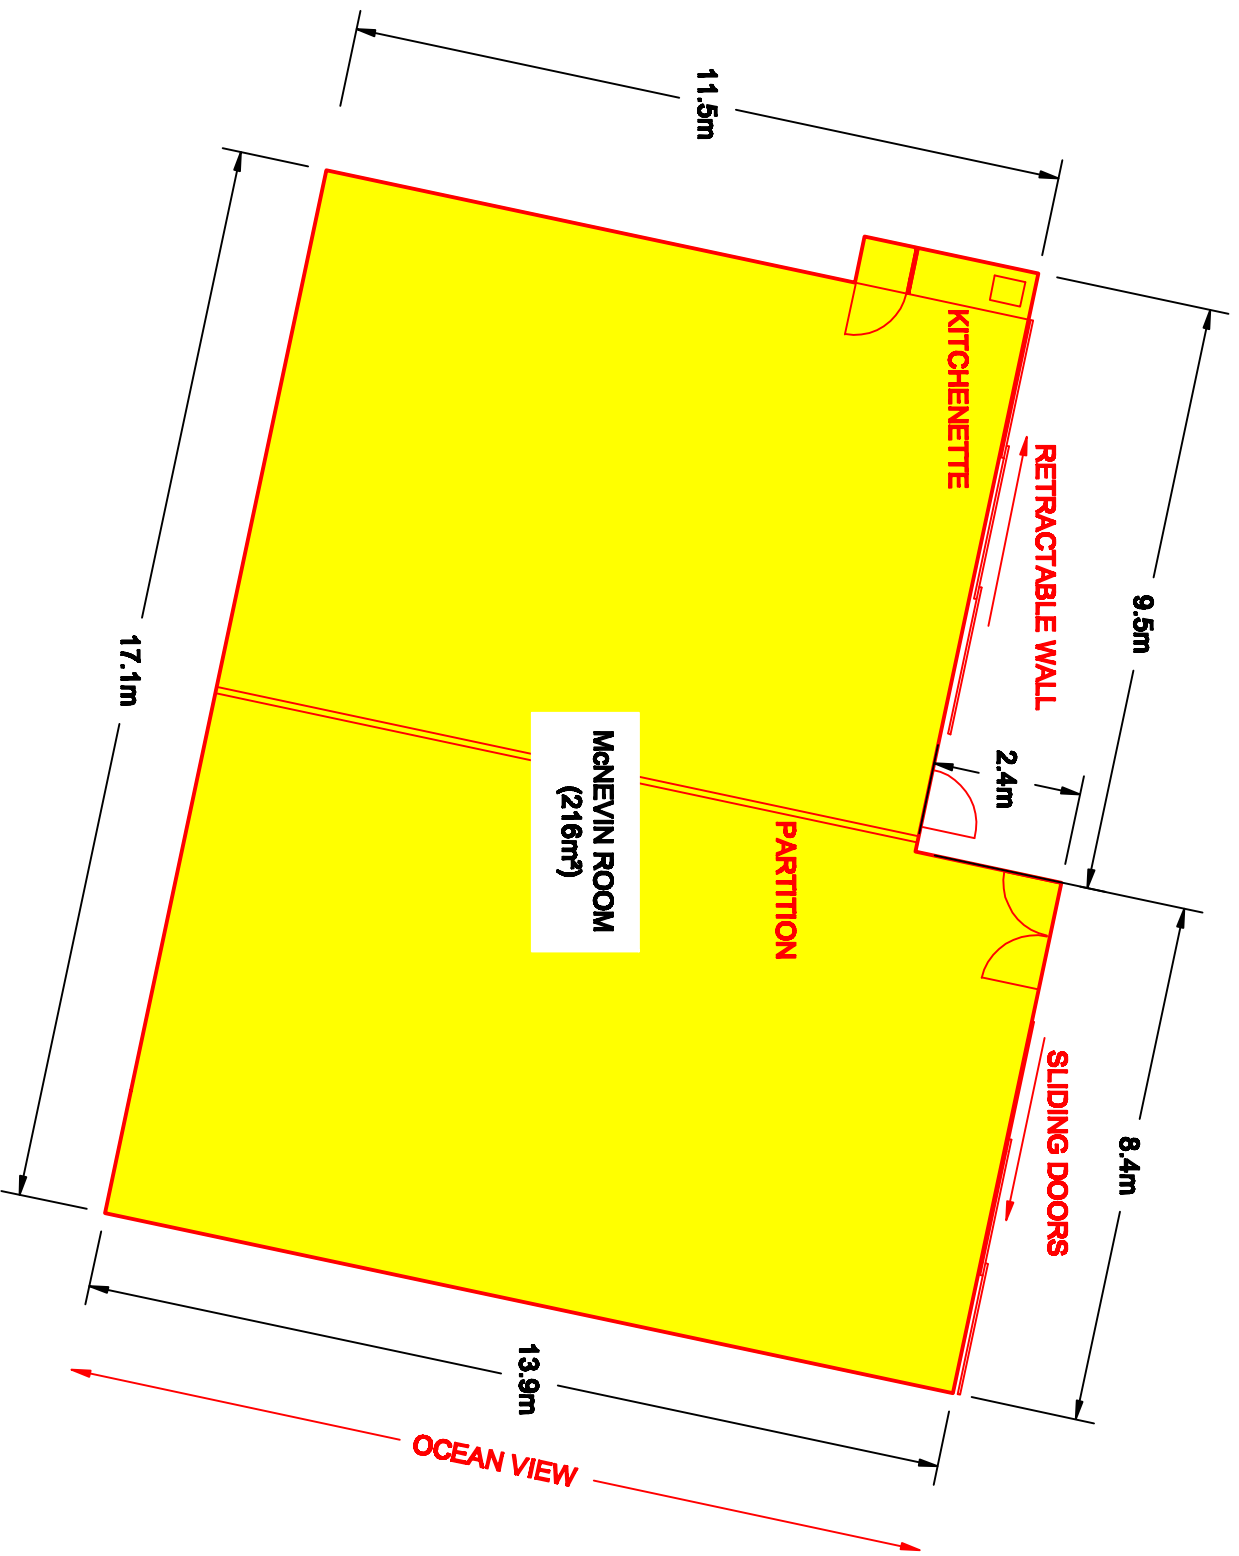 11.5m
9.5m
KITCHENETTE
RETRACTABLE WALL
17.1m
2.4m
McNEVIN ROOM
(216m²)
PARTITION
8.4m
SLIDING DOORS
13.9m
OCEAN VIEW